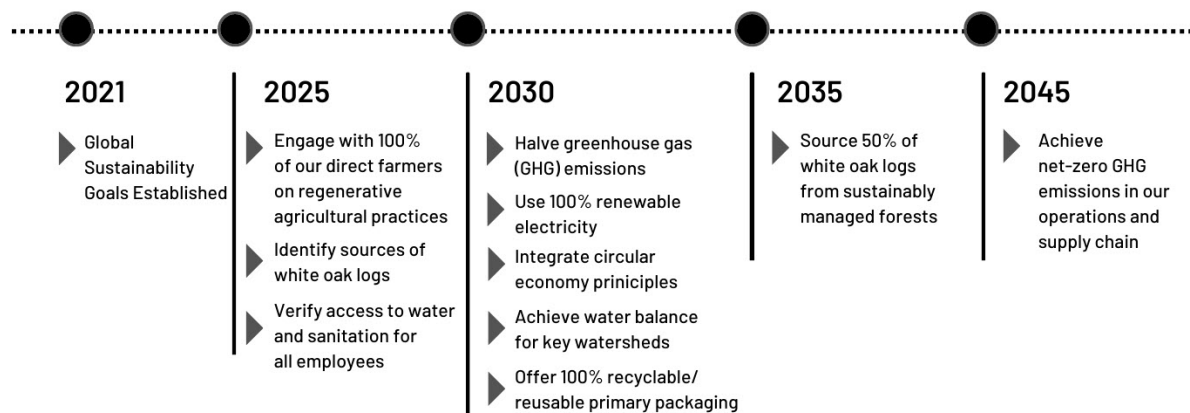 2021
Global
Sustainability
Goals Established
2025
Engage with 100%
of our direct farmers
on regenerative
agricultural practices
Identify sources of
white oak logs
Verify access to water
and sanitation for
all employees
2030
Halve greenhouse gas
(GHG) emissions
Use 100% renewable
electricity
Integrate circular
economy priniciples
Achieve water balance
for key watersheds
Offer 100% recyclable/
reusable primary packaging
2035
Source 50% of
white oak logs
from sustainably
managed forests
2045
Achieve
net-zero GHG
emissions in our
operations and
supply chain